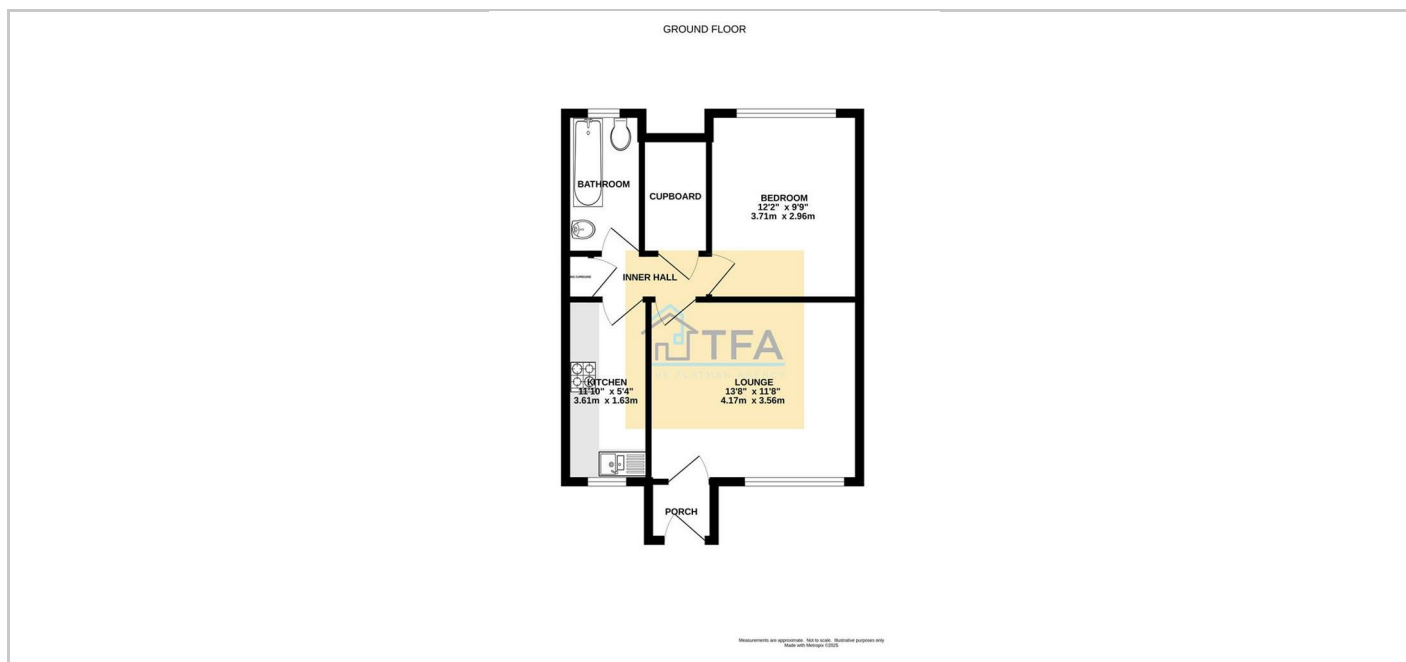 GROUND FLOOR
BATHROOM
CUPBOARD
BEDROOM
12'2" x 9'9"
3.71m x 2.96m
INNER HALL
CUPBOARD
TFA
KITCHEN
11'10" x 5'4"
3.61m x 1.63m
LOUNGE
13'8" x 11'8"
4.17m x 3.56m
PORCH
Measurements are approximate. Not to scale. Illustrative purposes only
Made with Metropix ©2025